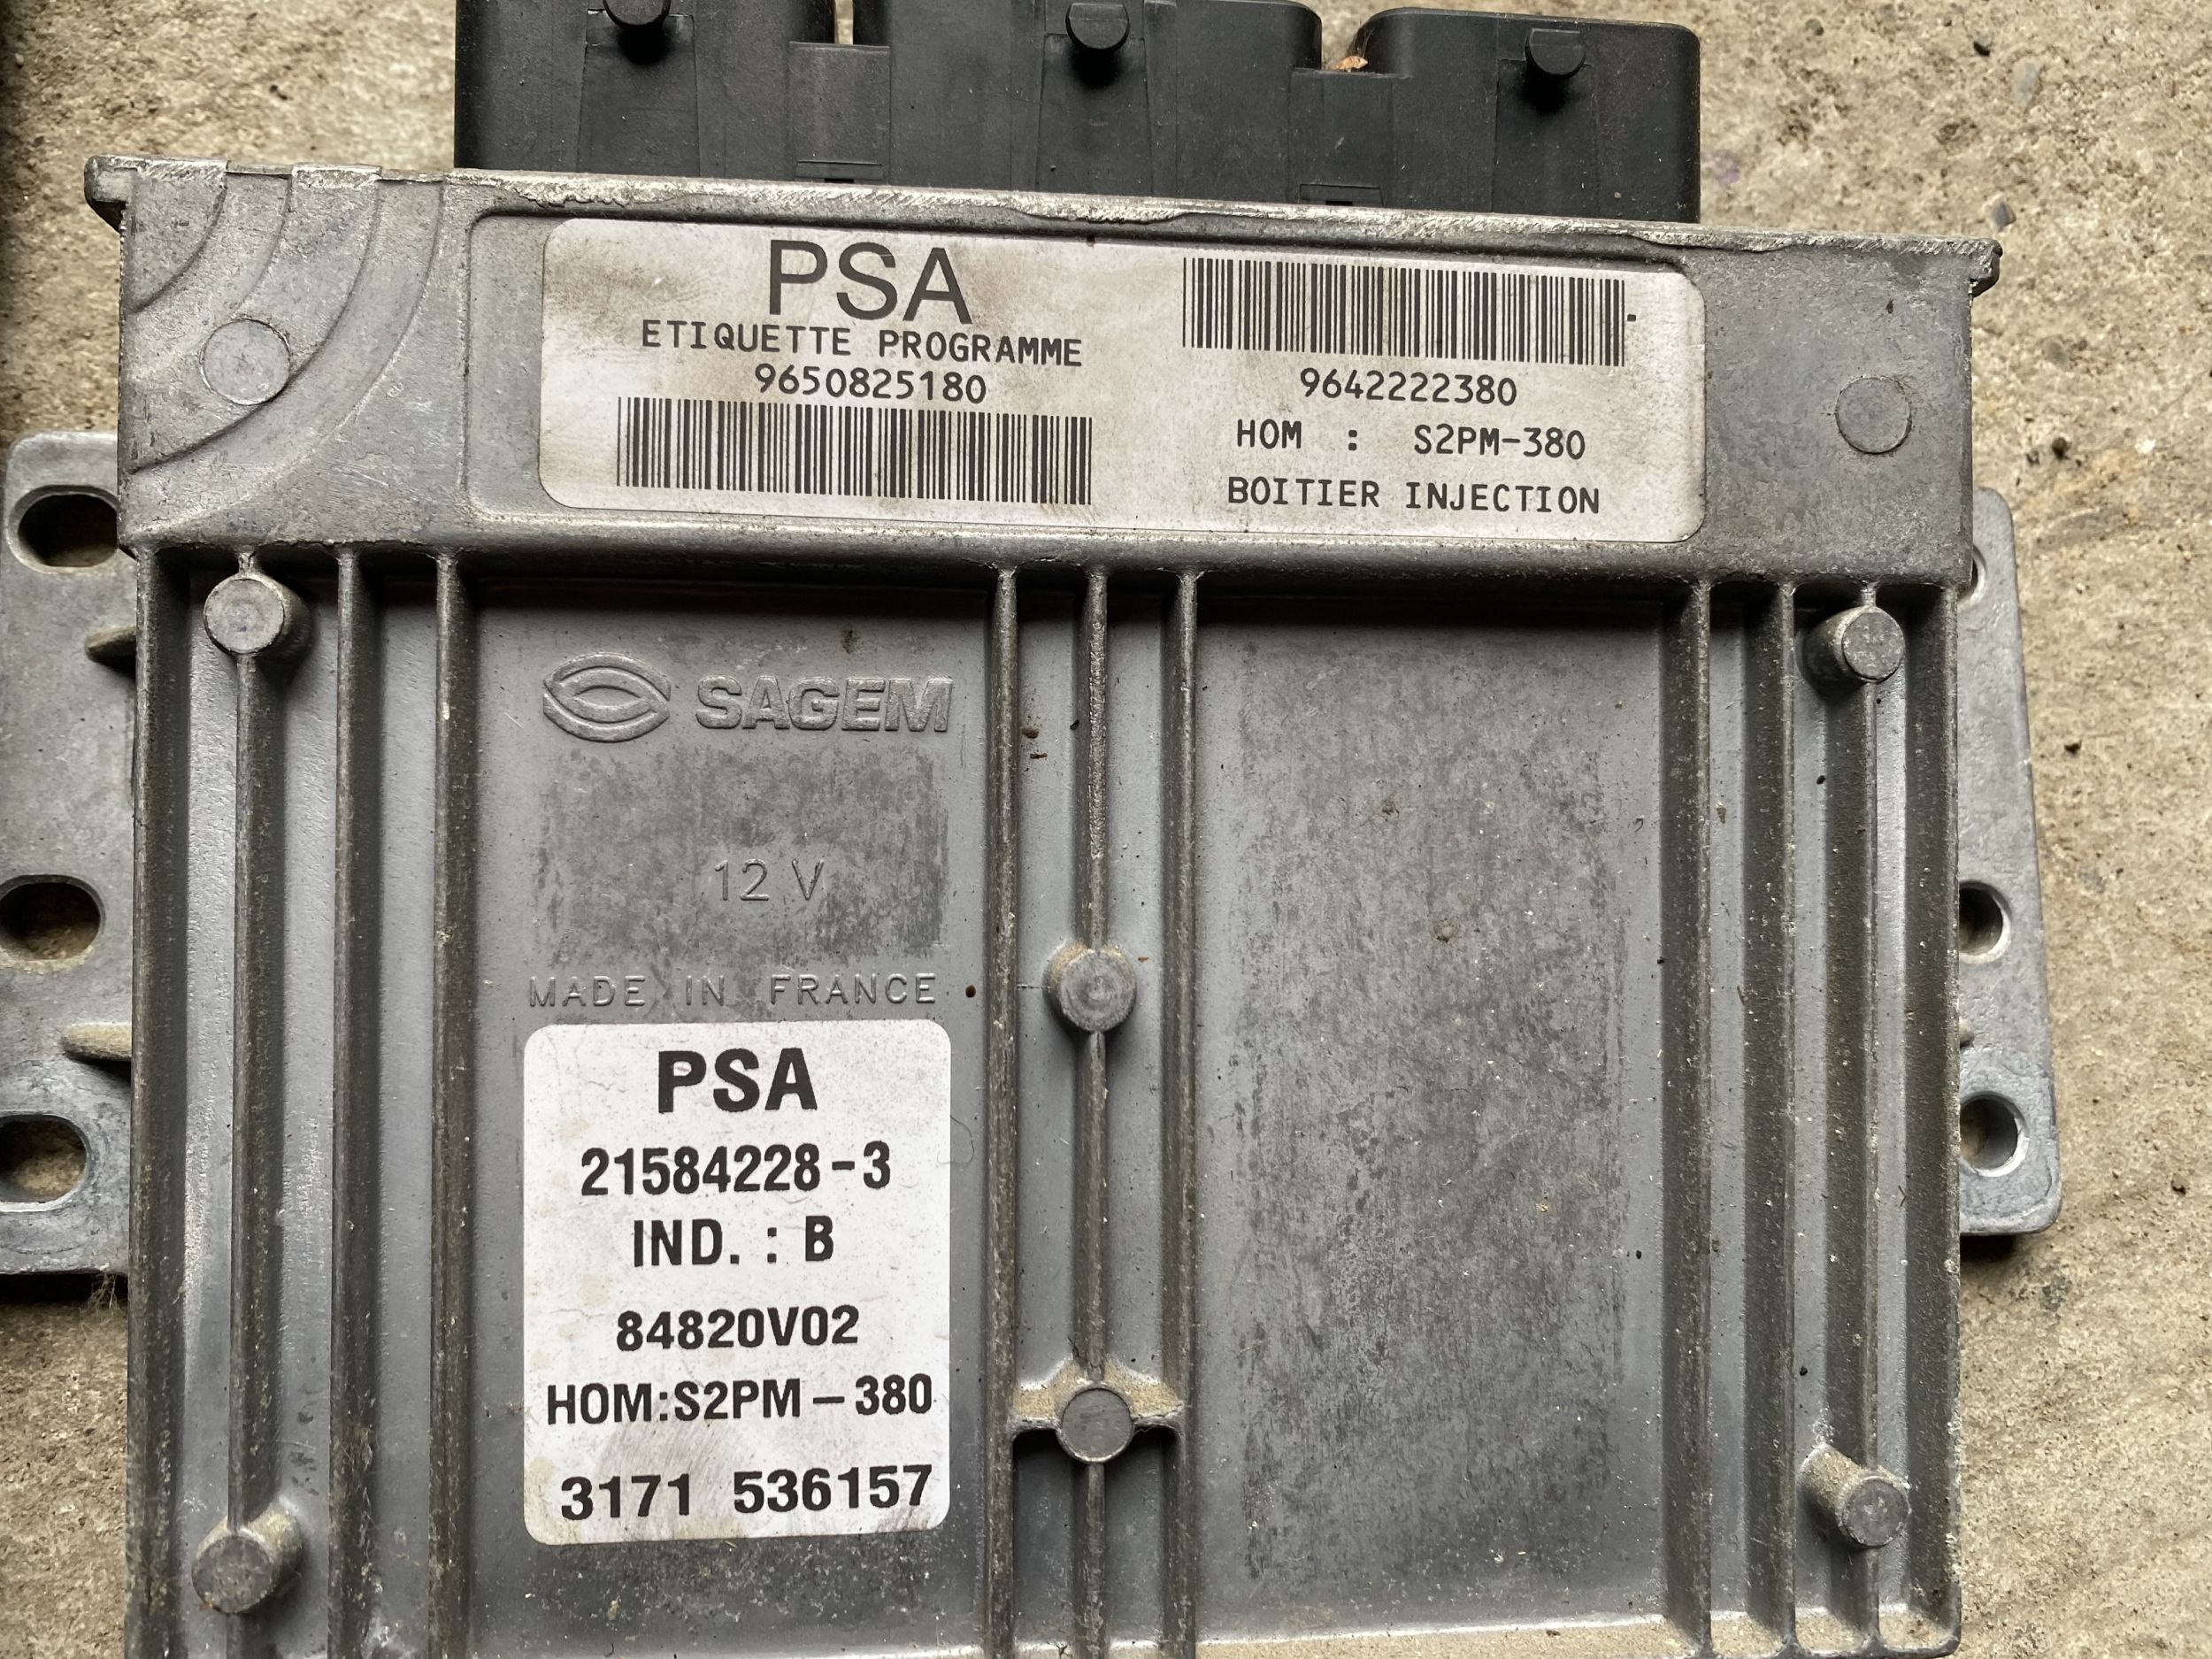 PSA
ETIQUETTE PROGRAMME
9650825180
9642222380
HOM : S2PM-380
BOITIER INJECTION
SAGEM
12 V
MADE IN FRANCE
PSA
21584228-3
IND. : B
84820V02
HOM:S2PM-380
3171 536157